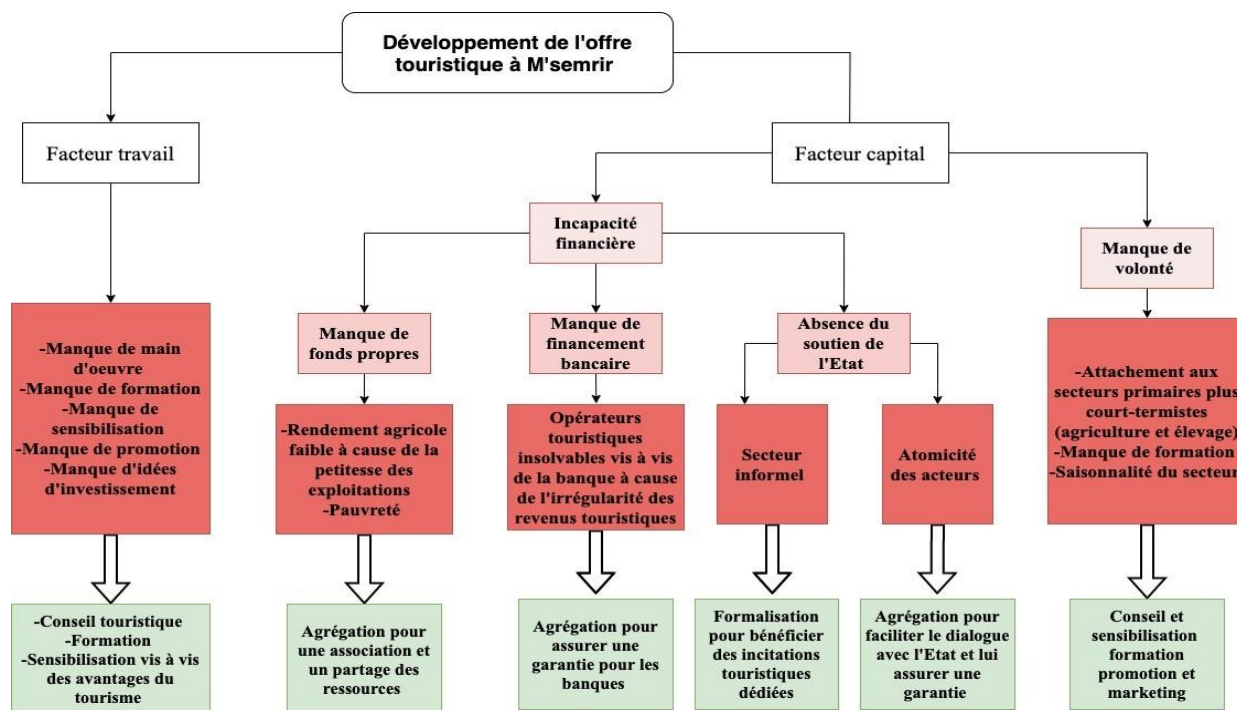 Développement de l'offre
touristique à M'semrir
Facteur travail
Facteur capital
Incapacité
financière
Manque de
volonté
Manque de
fonds propres
Manque de
financement
bancaire
Absence du
soutien de
l'Etat
-Manque de main
d'oeuvre
-Manque de formation
-Manque de
sensibilisation
-Manque de promotion
-Manque d'idées
d'investissement
-Rendement agricole
faible à cause de la
petitesse des
exploitations
-Pauvreté
Opérateurs
touristiques
insolvables vis à vis
de la banque à cause
de l'irrégularité des
revenus touristiques
Secteur
informel
Atomicité
des acteurs
-Attachement aux
secteurs primaires plus
court-termistes
(agriculture et élevage)
-Manque de formation
-Saisonnalité du secteur
-Conseil touristique
-Formation
-Sensibilisation vis à vis
des avantages du
tourisme
Agrégation pour
une association et
un partage des
ressources
Agrégation pour
assurer une
garantie pour les
banques
Formalisation
pour bénéficier
des incitations
touristiques
dédiées
Agrégation pour
faciliter le dialogue
avec l'Etat et lui
assurer une
garantie
Conseil et
sensibilisation
formation
promotion et
marketing